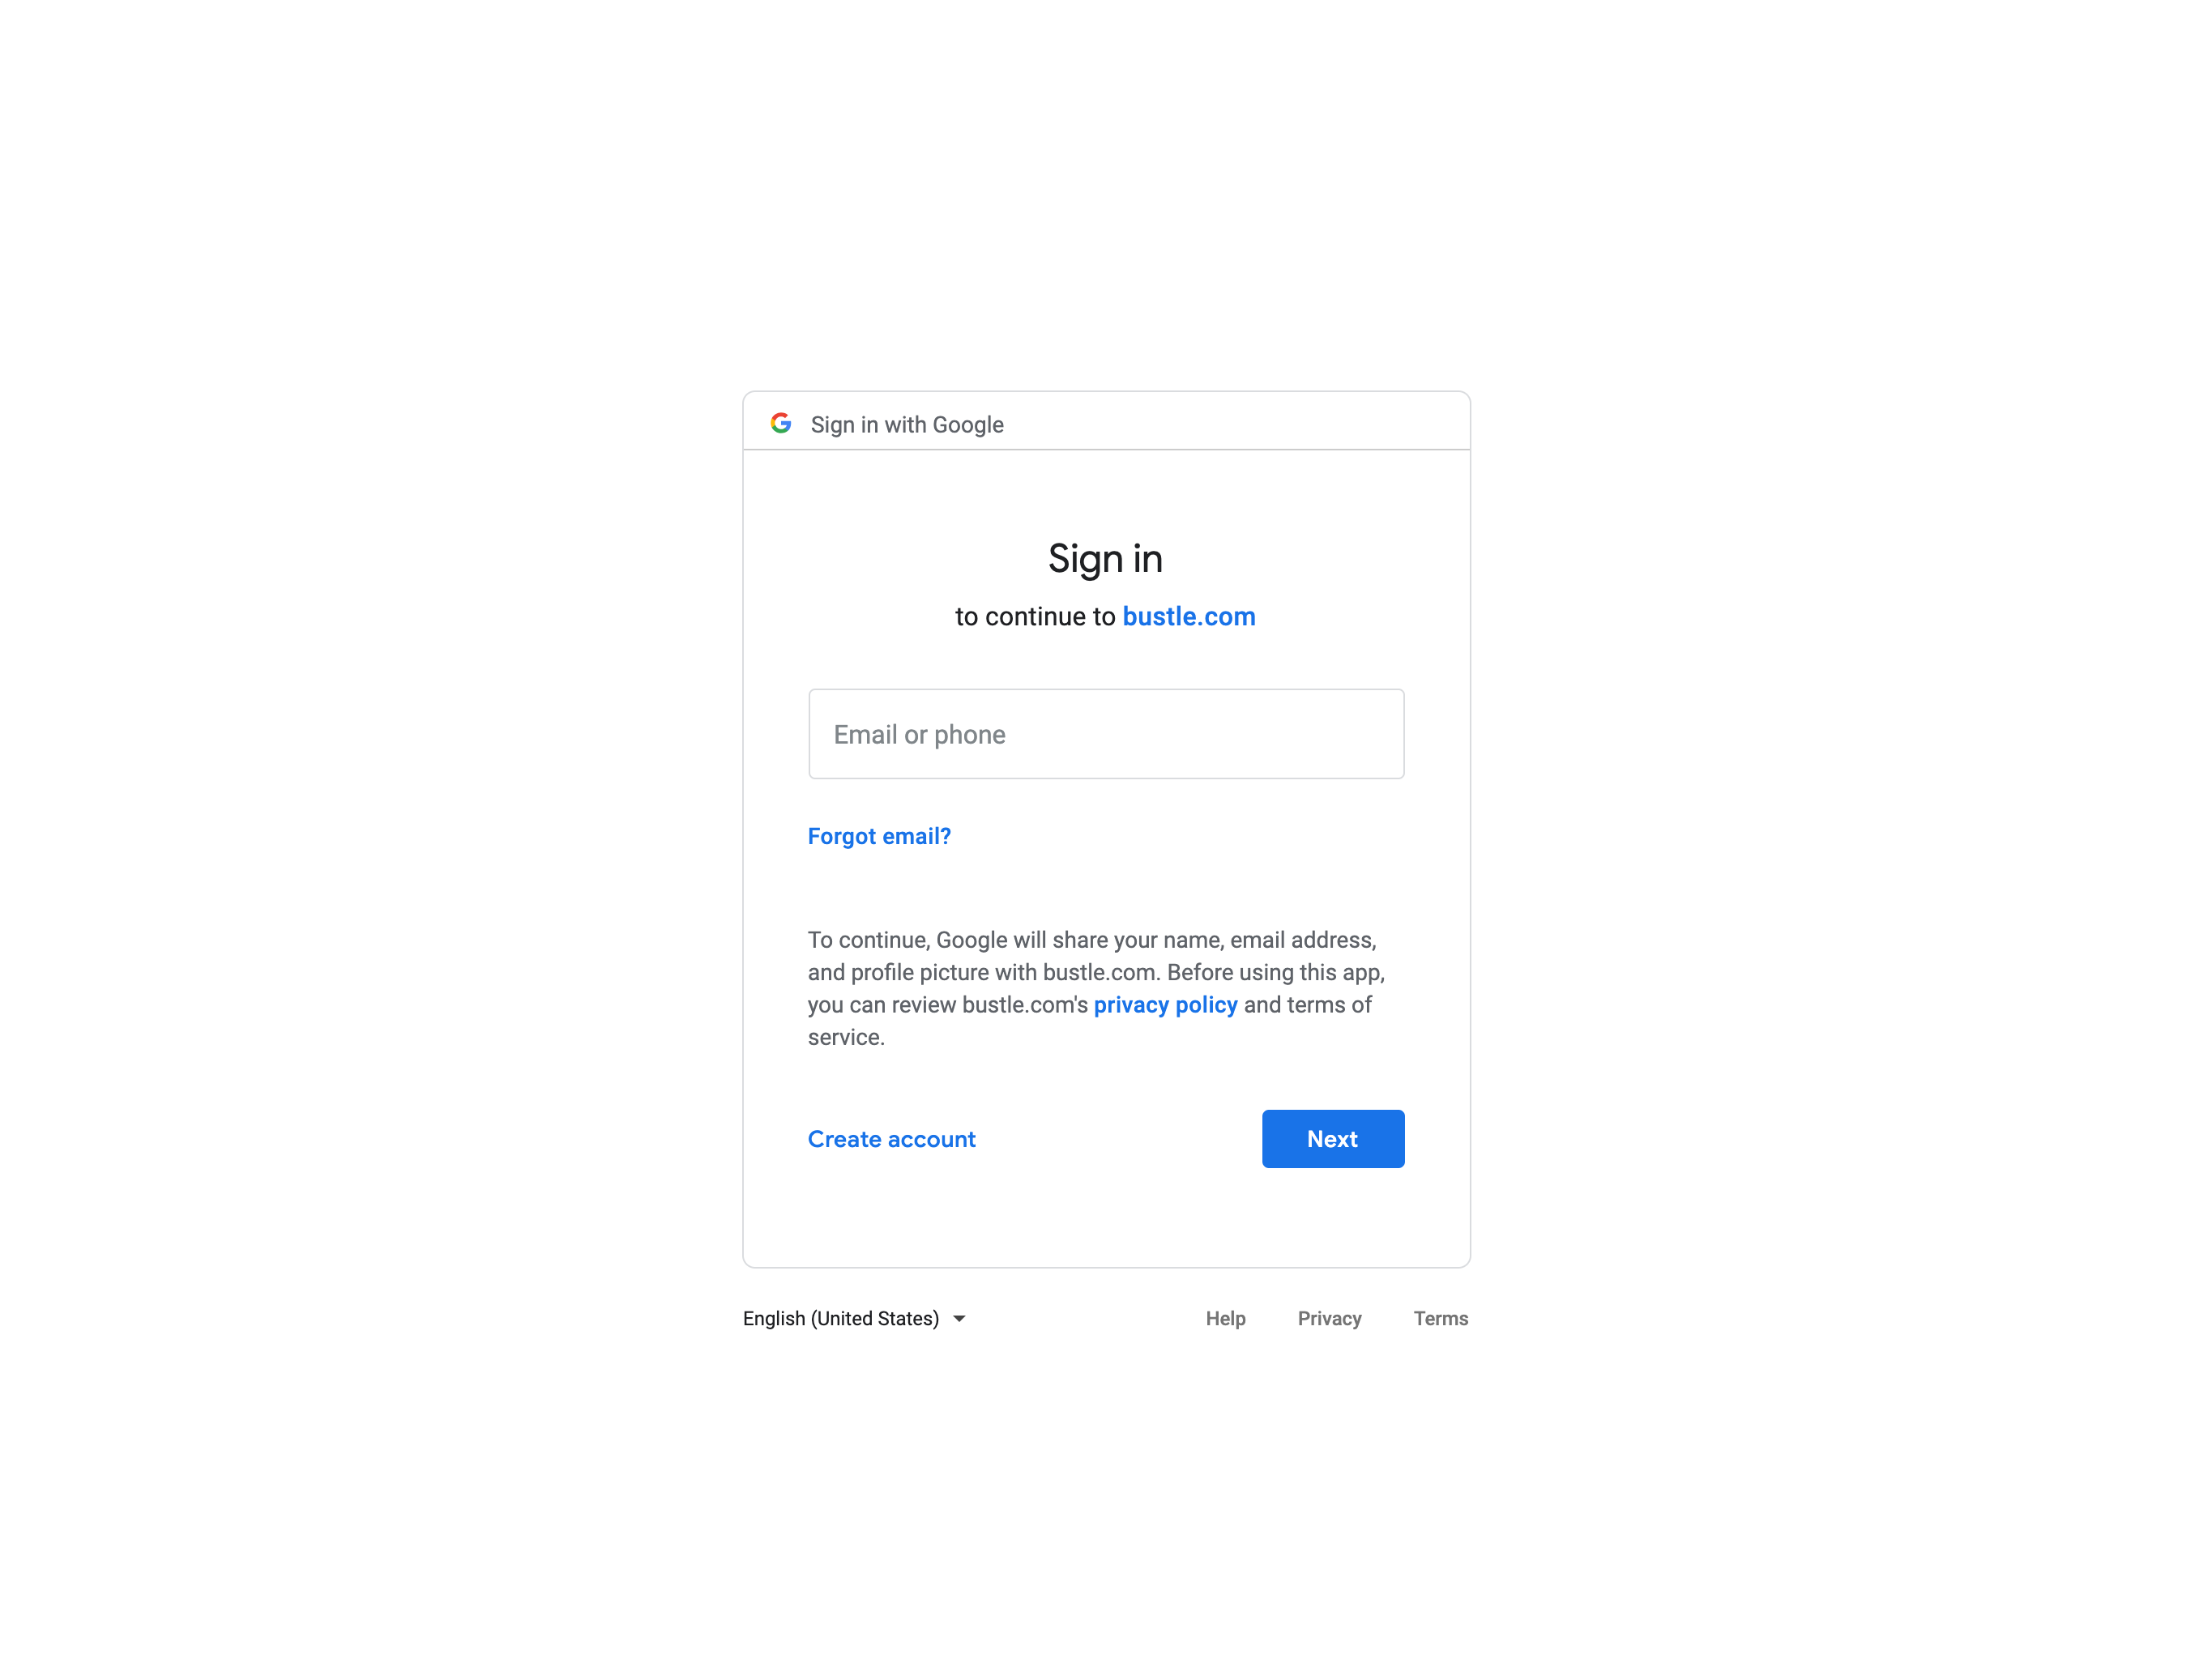 Sign in with Google
Sign in
to continue to bustle.com
Email or phone
Forgot email?
To continue, Google will share your name, email address,
and profile picture with bustle.com. Before using this app,
you can review bustle.com's privacy policy and terms of
service.
Create account
Next
English (United States)
Help
Privacy
Terms